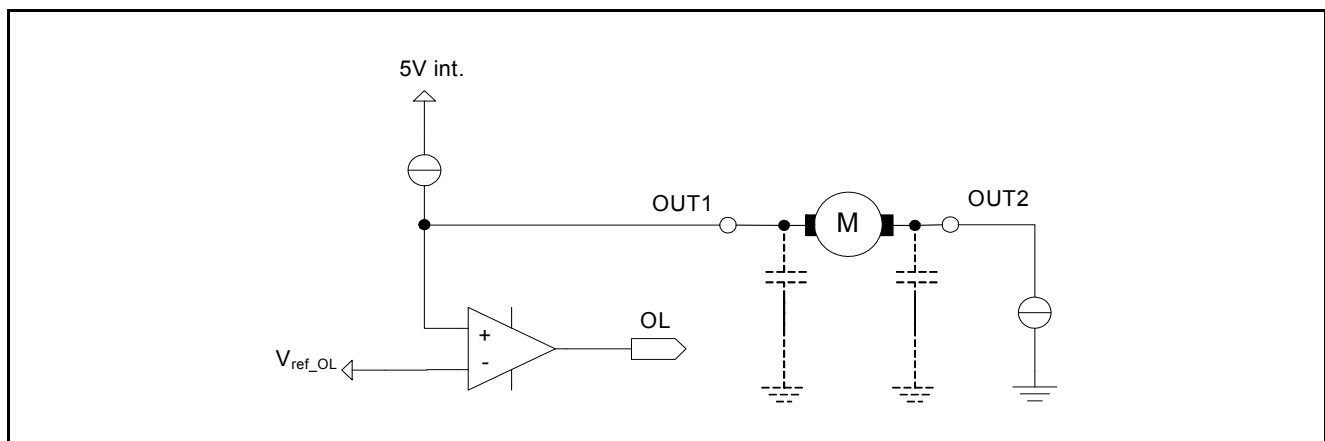 5V int.
OUT1
M
OUT2
+
-
OL
Vref_OL